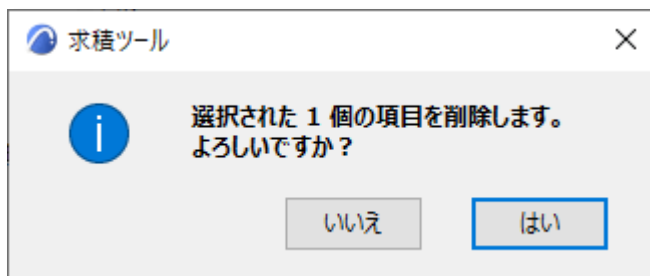 求積ツール
選択された 1 個の項目を削除します。
よろしいですか？
いいえ
はい